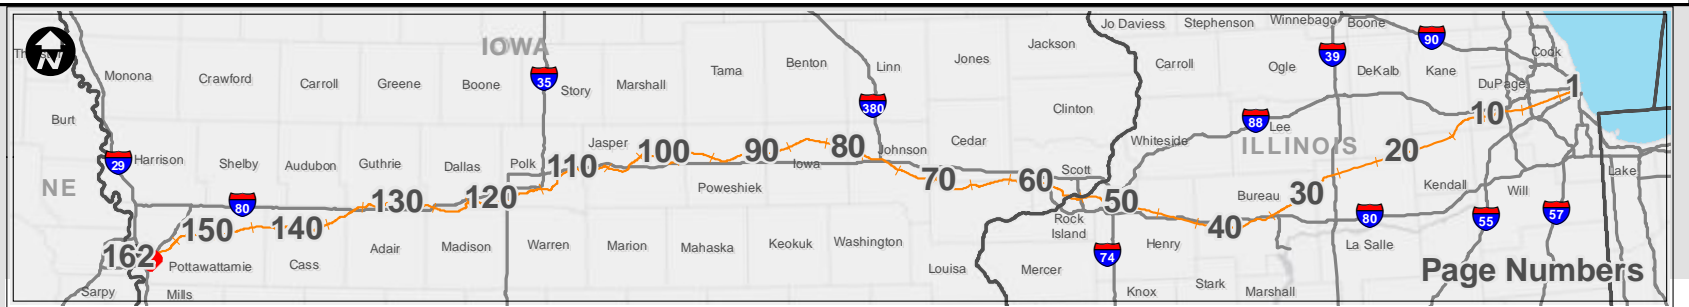 Jo Daviess Stephenson Winnebago Boone
IOWA
N
Th
Monona Crawford Carroll Greene Boone 35 Story Marshall Tama Benton Linn Jones Jackson Carroll Ogle 39 DeKalb 90 Kane Cook
DuPage 1
380 Clinton 10
Burt 88 Lee
Jasper 100 90 80 Johnson Cedar Whiteside ILLINOIS 20
29 Harrison Shelby Audubon Guthrie Dallas Polk 110 Iowa Scott Lake
NE 130 120 Poweshiek 70 60 50 Bureau 30 Kendall Will
80 80 55 57
150 140 Rock
Island 40
162 Adair Madison Warren Marion Mahaska Keokuk Washington Henry La Salle
74
Pottawattamie Cass Louisa Mercer Stark Page Numbers
Sarpy Mills Knox Marshall